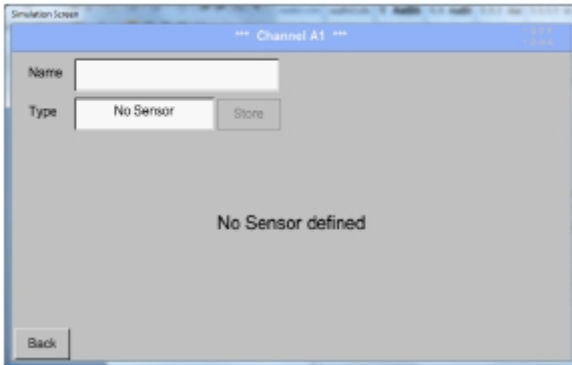 Simulation Screen
*** Channel A1 ***
Name
Type No Sensor Store
No Sensor defined
Back